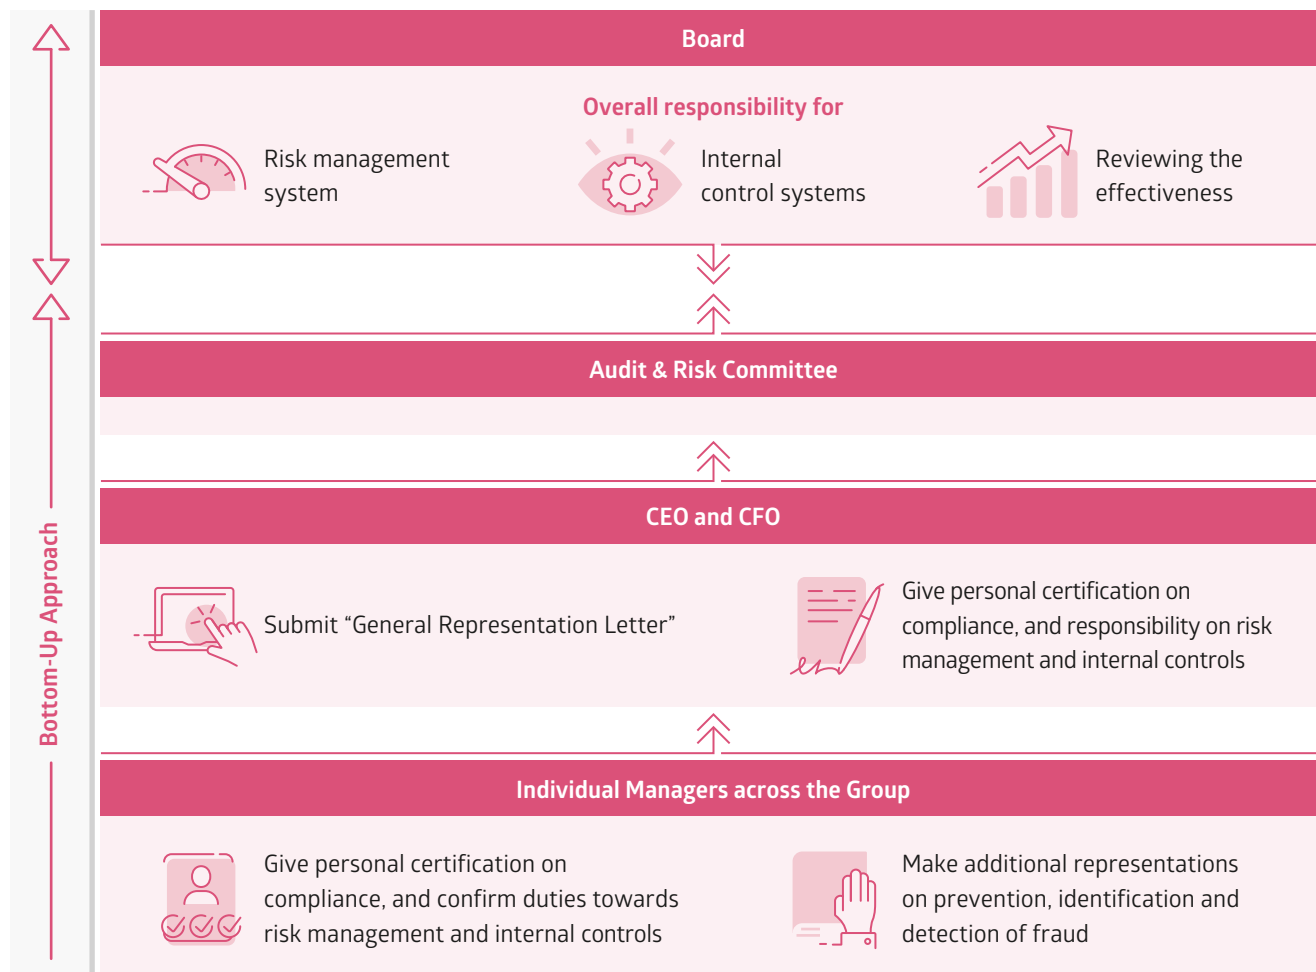 Board
Overall responsibility for
Risk management
system
Internal
control systems
Reviewing the
effectiveness
Audit & Risk Committee
CEO and CFO
Bottom-Up Approach
Submit “General Representation Letter”
Give personal certification on
compliance, and responsibility on risk
management and internal controls
Individual Managers across the Group
Give personal certification on
compliance, and confirm duties towards
risk management and internal controls
Make additional representations
on prevention, identification and
detection of fraud